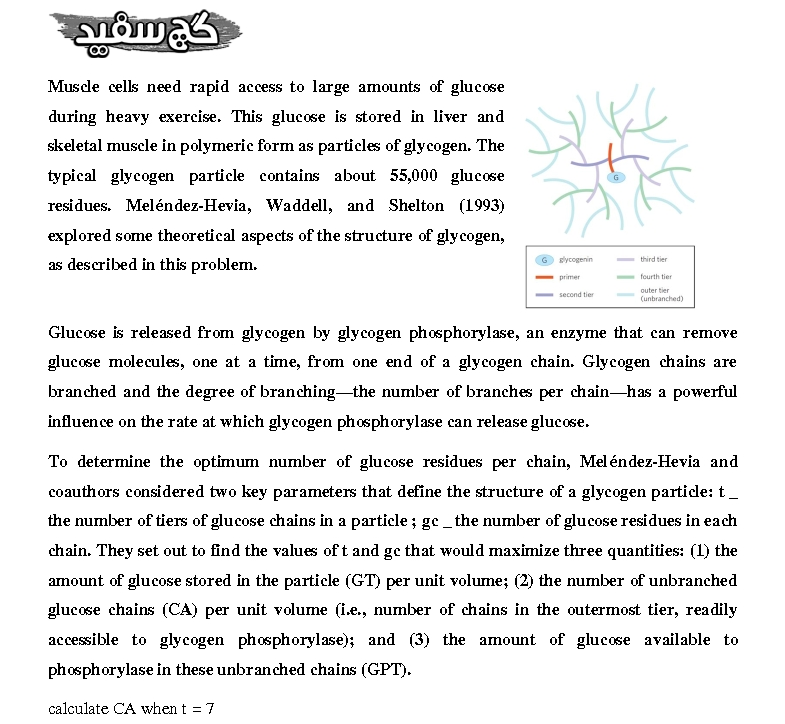 گچ سفید
Muscle cells need rapid access to large amounts of glucose
during heavy exercise. This glucose is stored in liver and
skeletal muscle in polymeric form as particles of glycogen. The
typical glycogen particle contains about 55,000 glucose
residues. Meléndez-Hevia, Waddell, and Shelton (1993)
explored some theoretical aspects of the structure of glycogen,
as described in this problem.
G
G glycogenin
primer
second tier
third tier
fourth tier
outer tier
(unbranched)
Glucose is released from glycogen by glycogen phosphorylase, an enzyme that can remove
glucose molecules, one at a time, from one end of a glycogen chain. Glycogen chains are
branched and the degree of branching—the number of branches per chain—has a powerful
influence on the rate at which glycogen phosphorylase can release glucose.
To determine the optimum number of glucose residues per chain, Meléndez-Hevia and
coauthors considered two key parameters that define the structure of a glycogen particle: t _
the number of tiers of glucose chains in a particle ; gc _ the number of glucose residues in each
chain. They set out to find the values of t and gc that would maximize three quantities: (1) the
amount of glucose stored in the particle (GT) per unit volume; (2) the number of unbranched
glucose chains (CA) per unit volume (i.e., number of chains in the outermost tier, readily
accessible to glycogen phosphorylase); and (3) the amount of glucose available to
phosphorylase in these unbranched chains (GPT).
calculate CA when t = 7